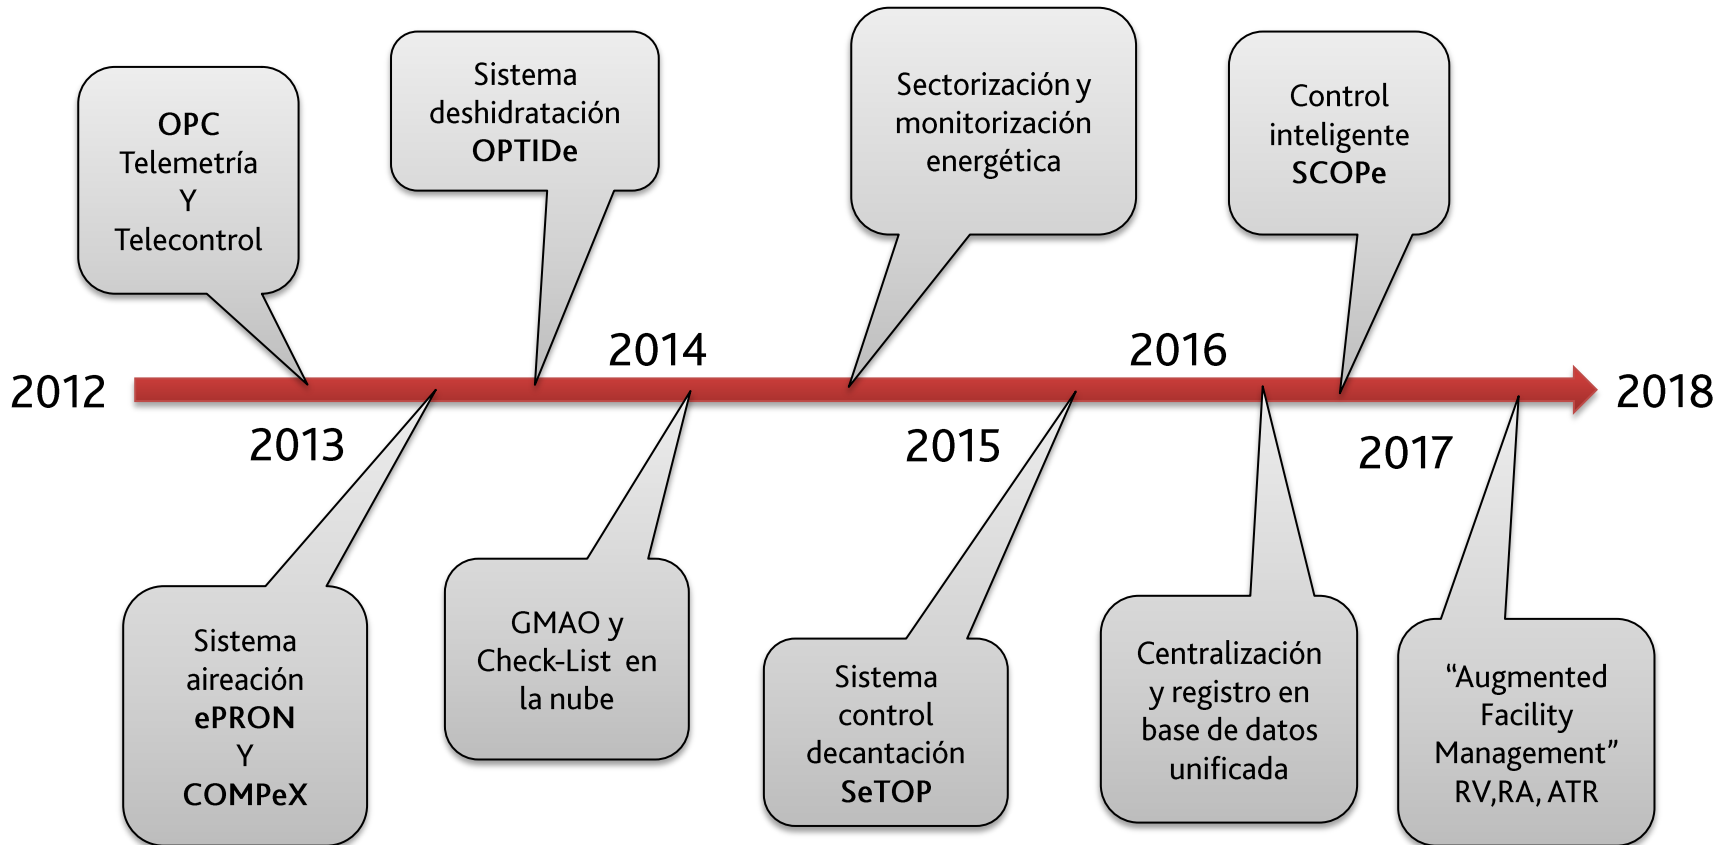 OPC
Telemetría
Y
Telecontrol
Sistema
deshidratación
OPTIDe
Sectorización y
monitorización
energética
Control
inteligente
SCOPe
2012
2013
2014
2015
2016
2017
2018
Sistema
aireación
ePRON
Y
COMPeX
GMAO y
Check-List en
la nube
Sistema
control
decantación
SeTOP
Centralización
y registro en
base de datos
unificada
“Augmented
Facility
Management”
RV,RA, ATR